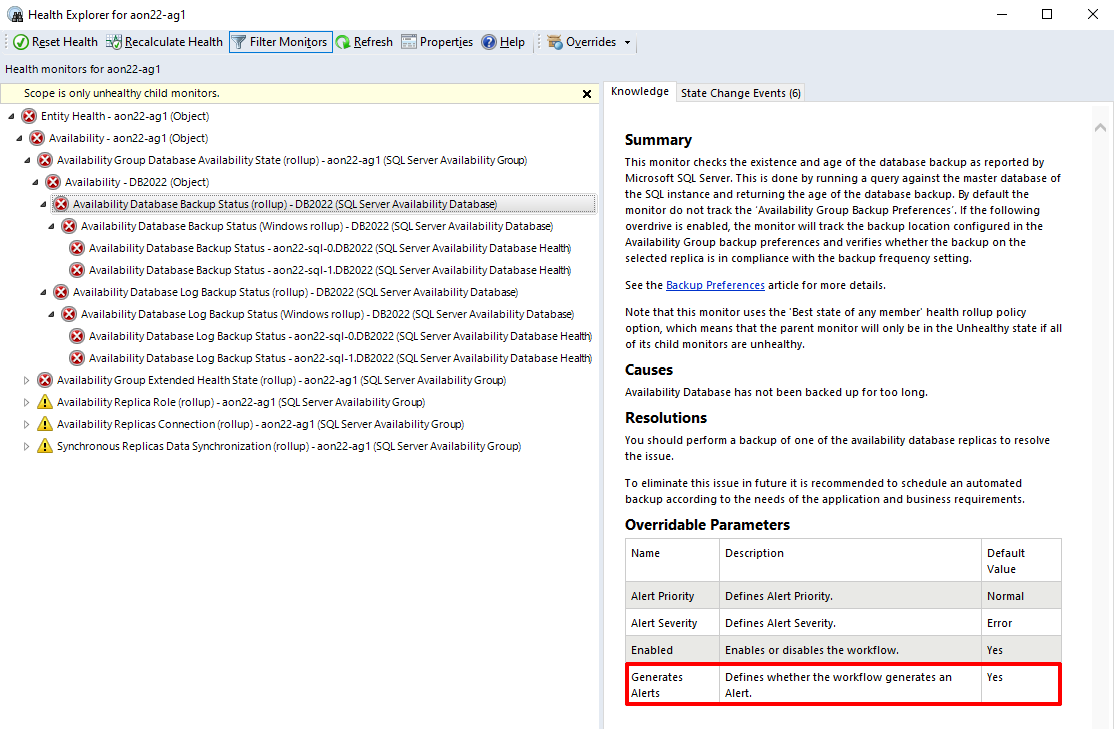 Health Explorer for aon22-ag1
Reset Health Recalculate Health Filter Monitors Refresh Properties Help Overrides
Health monitors for aon22-ag1
Scope is only unhealthy child monitors.
Entity Health - aon22-ag1 (Object)
Availability - aon22-ag1 (Object)
Availability Group Database Availability State (rollup) - aon22-ag1 (SQL Server Availability Group)
Availability - DB2022 (Object)
Availability Database Backup Status (rollup) - DB2022 (SQL Server Availability Database)
Availability Database Backup Status (Windows rollup) - DB2022 (SQL Server Availability Database)
Availability Database Backup Status - aon22-sql-0.DB2022 (SQL Server Availability Database Health)
Availability Database Backup Status - aon22-sql-1.DB2022 (SQL Server Availability Database Health)
Availability Database Log Backup Status (rollup) - DB2022 (SQL Server Availability Database)
Availability Database Log Backup Status (Windows rollup) - DB2022 (SQL Server Availability Database)
Availability Database Log Backup Status - aon22-sql-0.DB2022 (SQL Server Availability Database Health)
Availability Database Log Backup Status - aon22-sql-1.DB2022 (SQL Server Availability Database Health)
Availability Group Extended Health State (rollup) - aon22-ag1 (SQL Server Availability Group)
Availability Replica Role (rollup) - aon22-ag1 (SQL Server Availability Group)
Availability Replicas Connection (rollup) - aon22-ag1 (SQL Server Availability Group)
Synchronous Replicas Data Synchronization (rollup) - aon22-ag1 (SQL Server Availability Group)
Knowledge State Change Events (6)
Summary
This monitor checks the existence and age of the database backup as reported by
Microsoft SQL Server. This is done by running a query against the master database of
the SQL instance and returning the age of the database backup. By default the
monitor do not track the 'Availability Group Backup Preferences'. If the following
overdrive is enabled, the monitor will track the backup location configured in the
Availability Group backup preferences and verifies whether the backup on the
selected replica is in compliance with the backup frequency setting.
See the Backup Preferences article for more details.
Note that this monitor uses the 'Best state of any member' health rollup policy
option, which means that the parent monitor will only be in the Unhealthy state if all
of its child monitors are unhealthy.
Causes
Availability Database has not been backed up for too long.
Resolutions
You should perform a backup of one of the availability database replicas to resolve
the issue.
To eliminate this issue in future it is recommended to schedule an automated
backup according to the needs of the application and business requirements.
Overridable Parameters
Name Description Default
Value
Alert Priority Defines Alert Priority. Normal
Alert Severity Defines Alert Severity. Error
Enabled Enables or disables the workflow. Yes
Generates Defines whether the workflow generates an Yes
Alerts Alert.